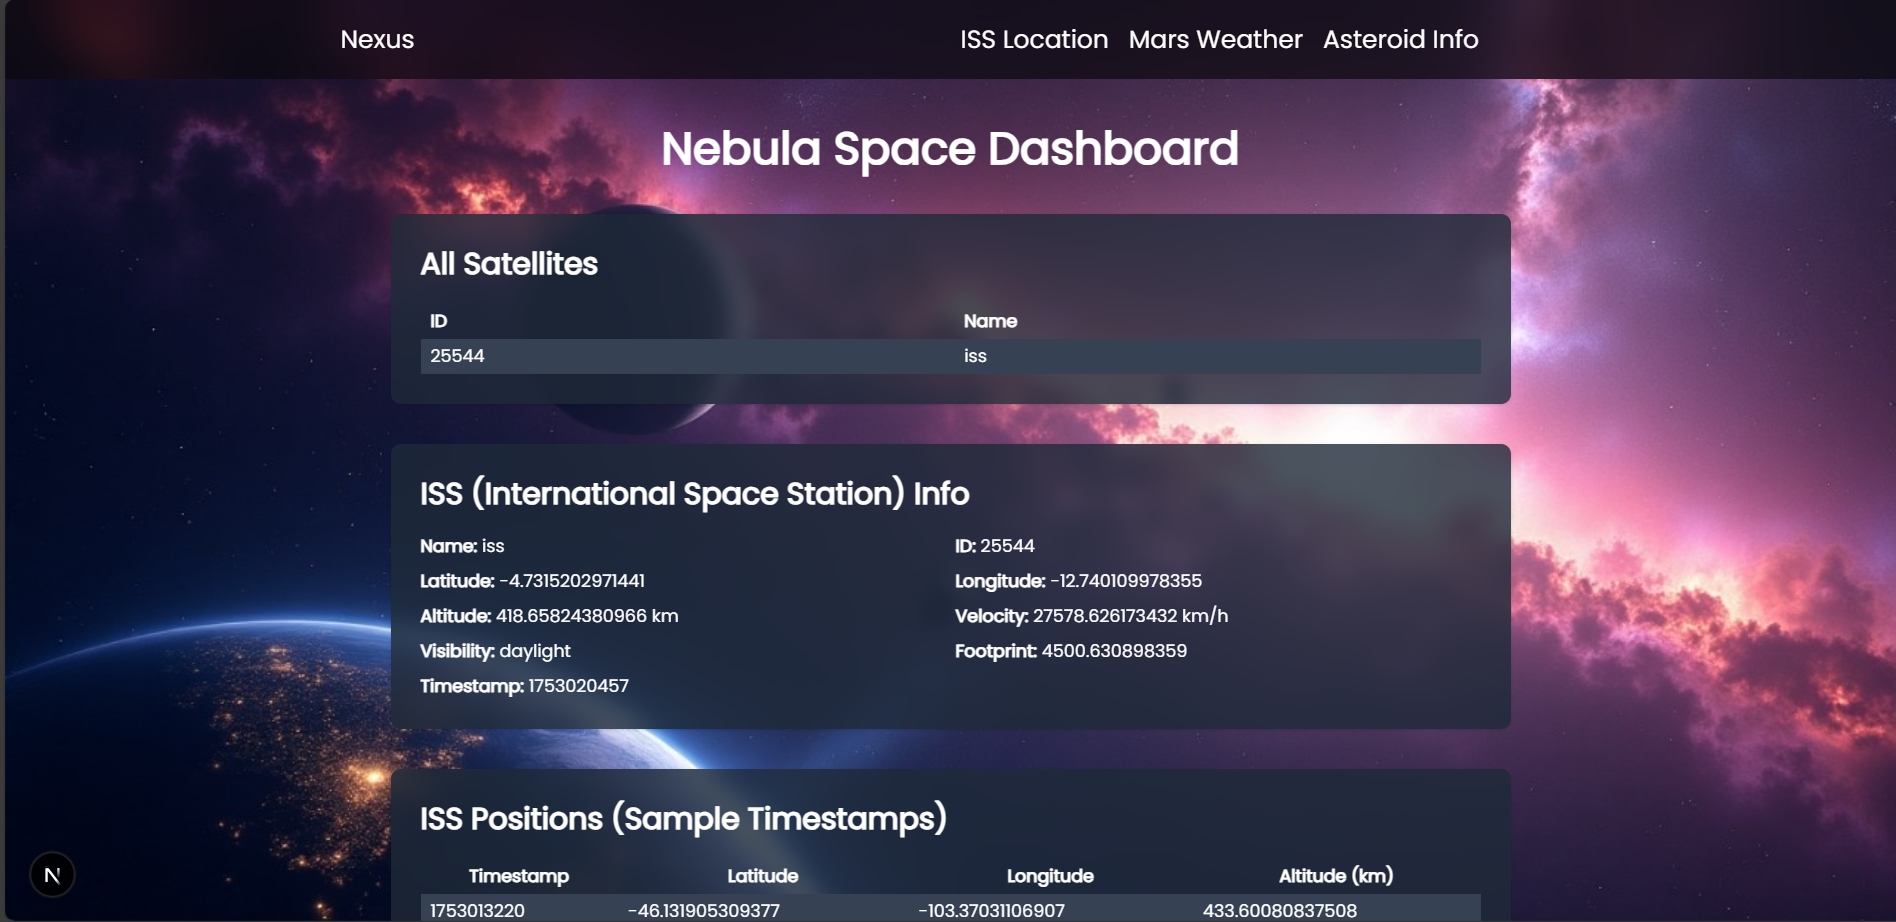 Nexus ISS Location Mars Weather Asteroid Info
Nebula Space Dashboard
All Satellites
ID Name
25544 iss
ISS (International Space Station) Info
Name: iss ID: 25544
Latitude: -4.7315202971441 Longitude: -12.740109978355
Altitude: 418.65824380966 km Velocity: 27578.626173432 km/h
Visibility: daylight Footprint: 4500.630898359
Timestamp: 1753020457
ISS Positions (Sample Timestamps)
Timestamp Latitude Longitude Altitude (km)
1753013220 -46.131905309377 -103.37031106907 433.60080837508
N